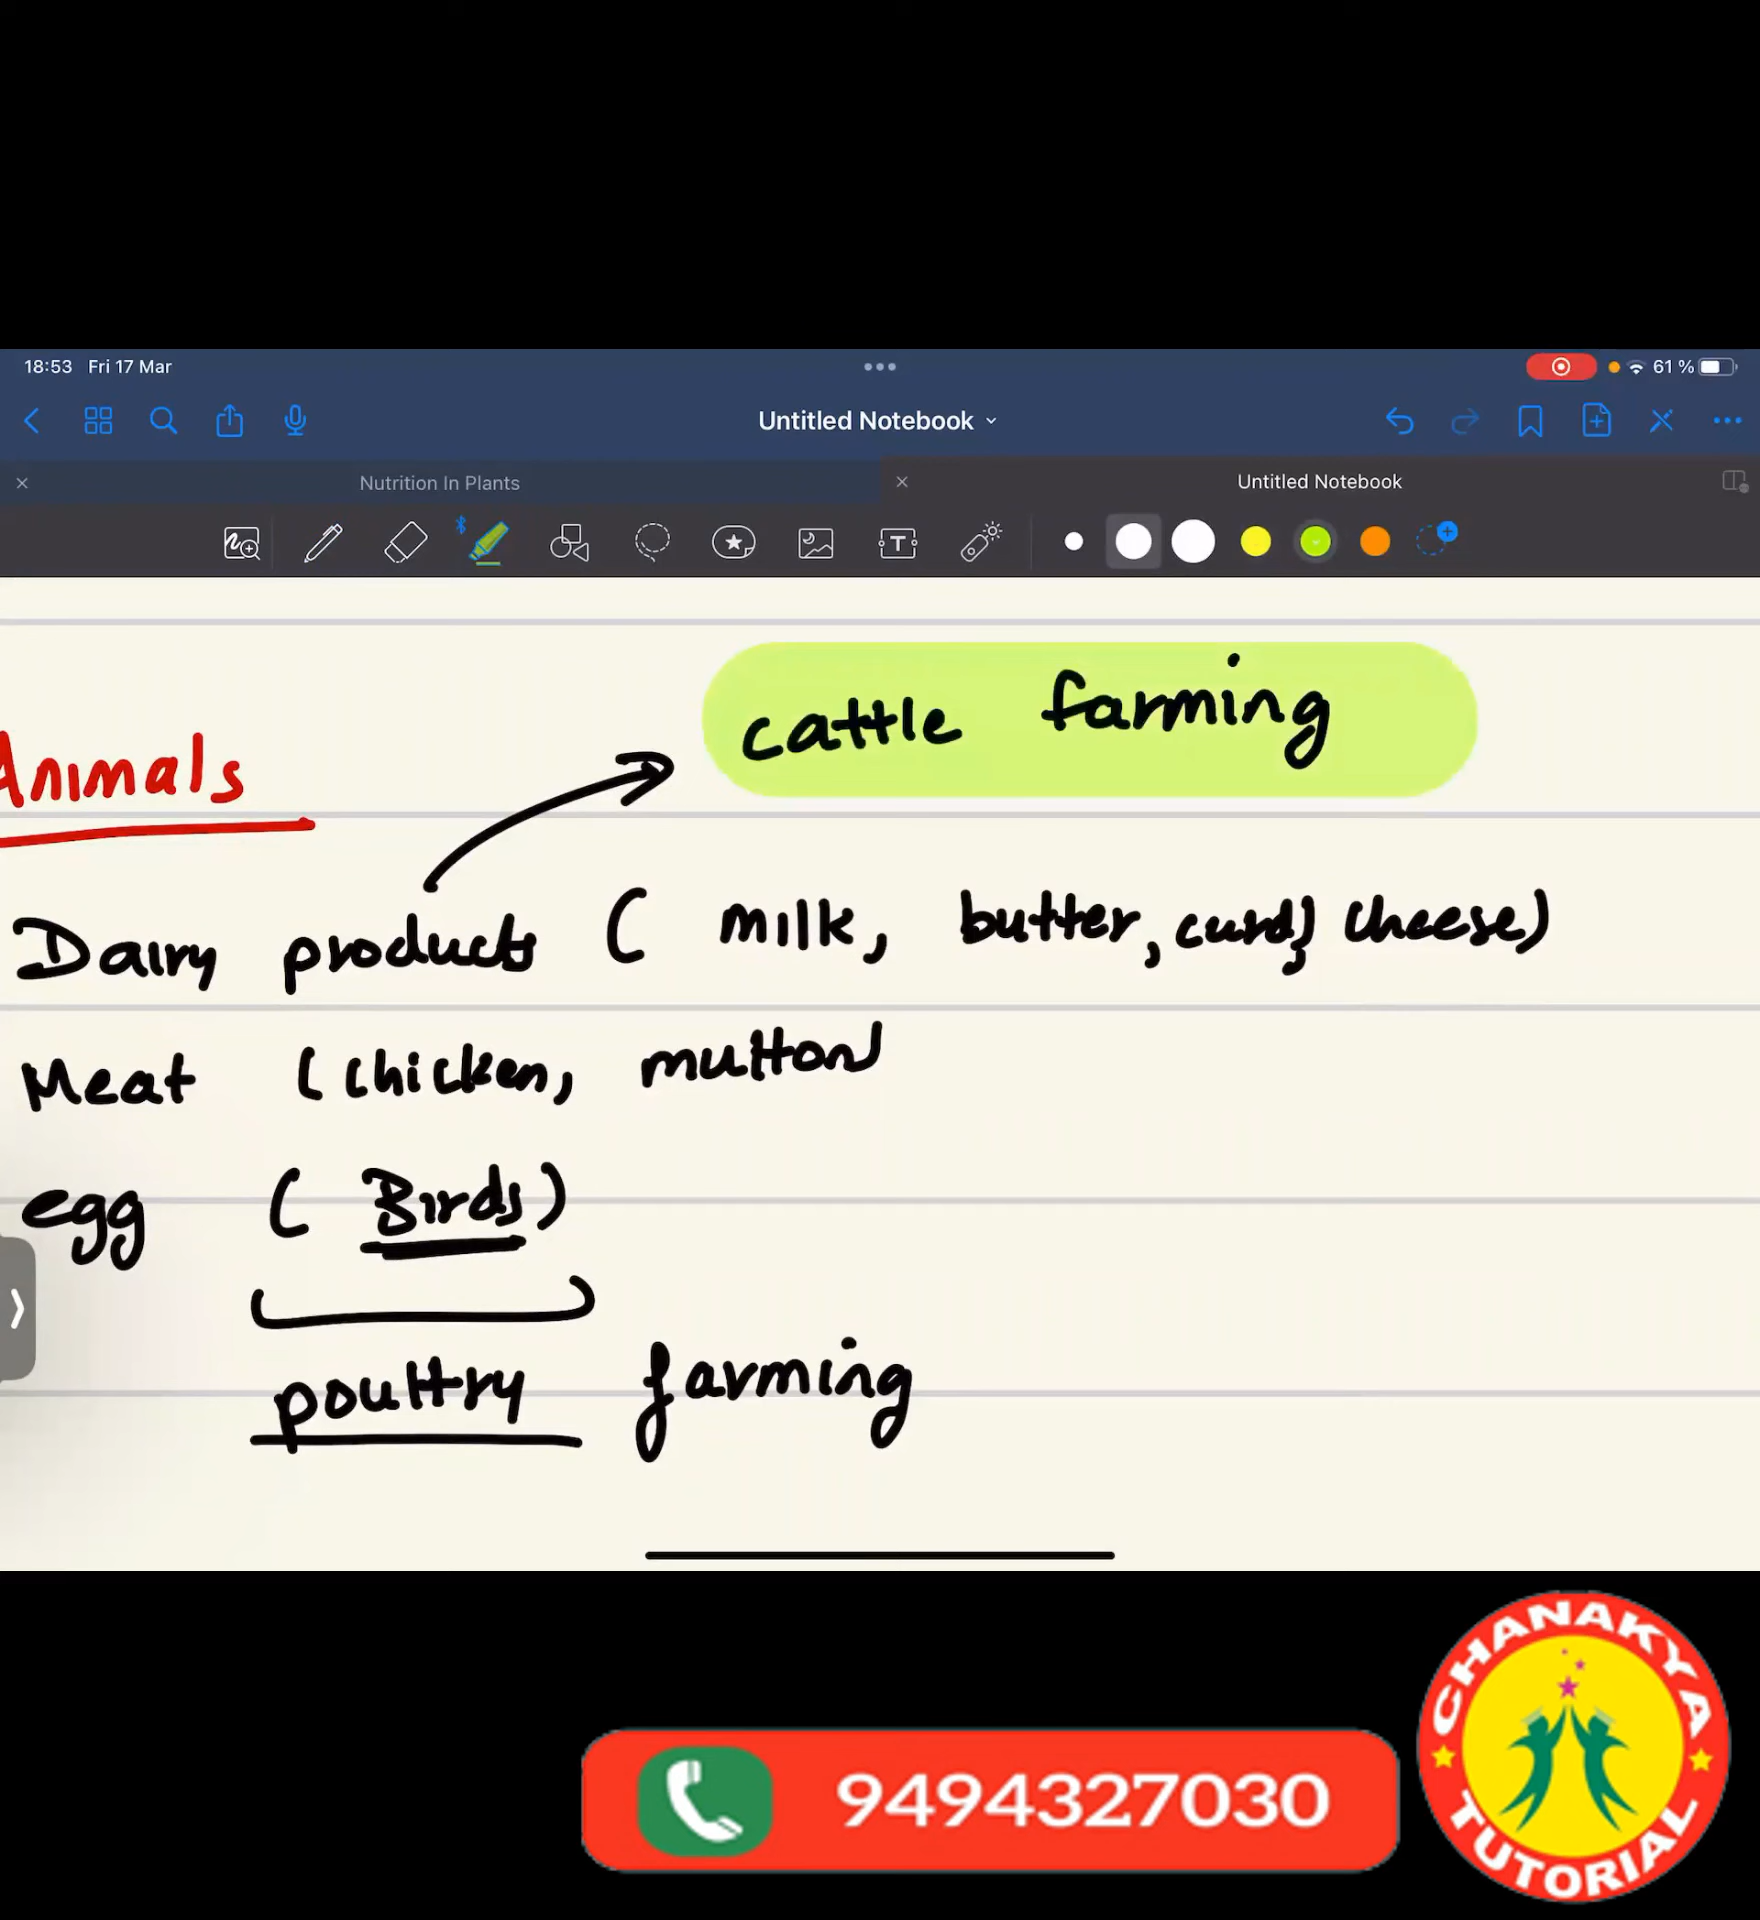 18:53 Fri 17 Mar
61 %
Untitled Notebook
Nutrition In Plants
Untitled Notebook
cattle farming
Animals
Dairy products ( milk, butter, curd, cheese)
Meat (chicken, mutton)
egg ( Birds)
poultry farming
9494327030
CHANAKYA
TUTORIAL